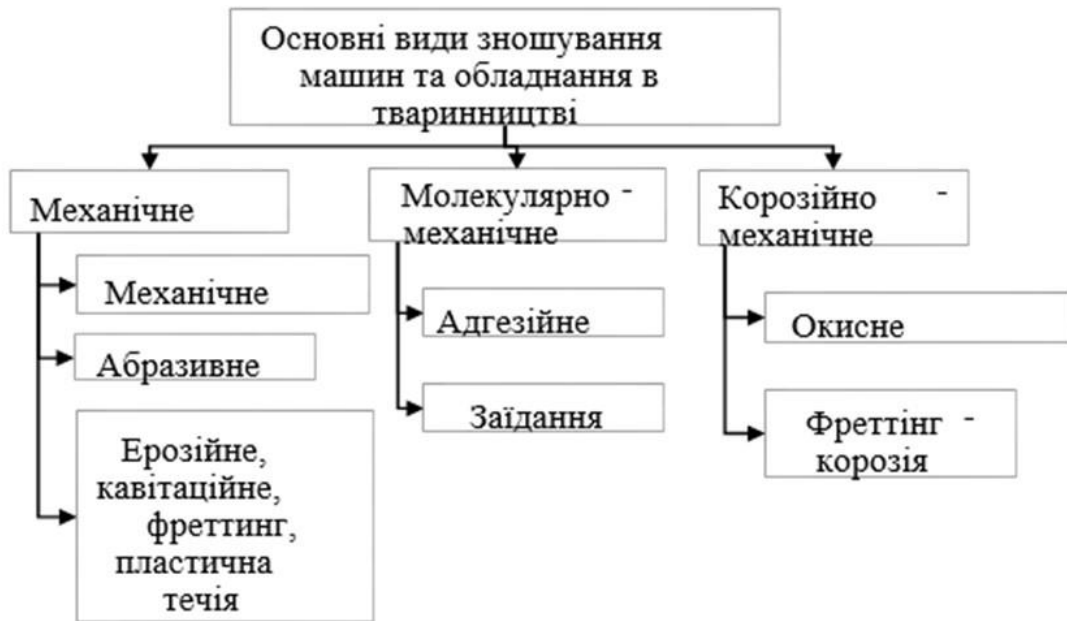 Основні види зношування
машин та обладнання в
тваринництві
Механічне
Молекулярно -
механічне
Корозійно -
механічне
Механічне
Абразивне
Ерозійне,
кавітаційне,
фреттинг,
пластична
течія
Адгезійне
Заїдання
Окисне
Фреттінг -
корозія